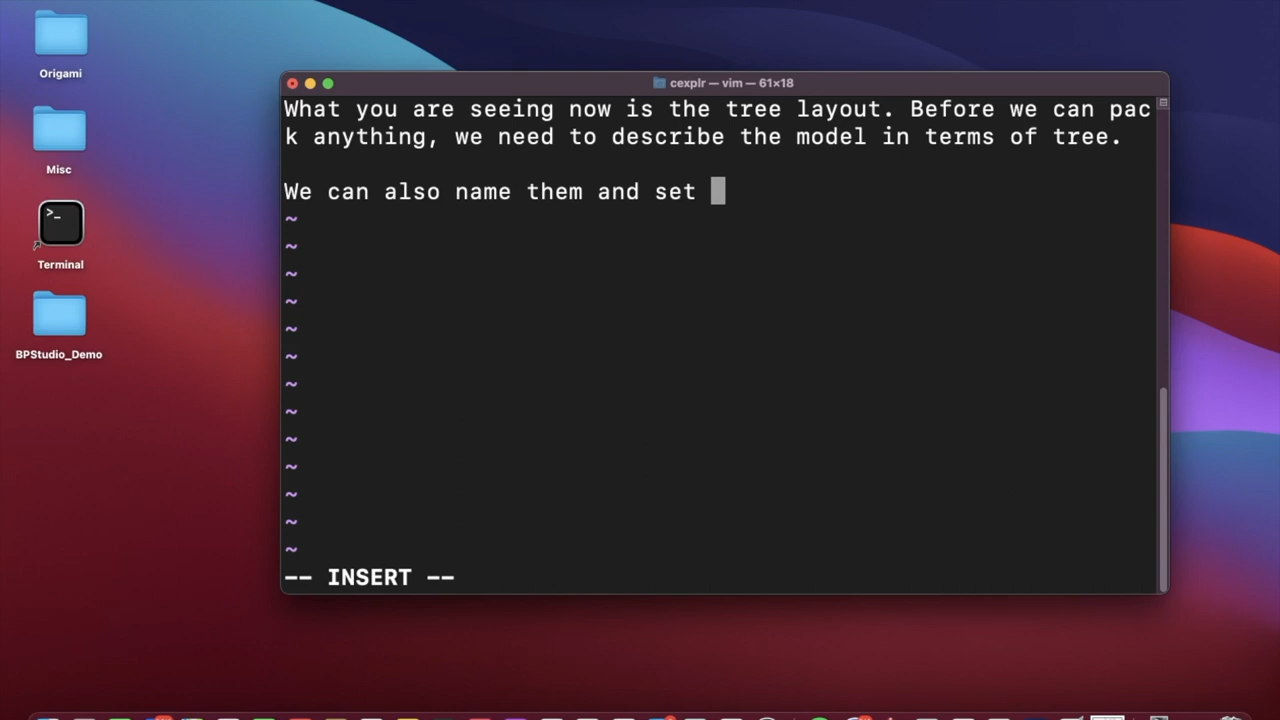 Origami
Misc
>_
Terminal
BPStudio_Demo
cexplr — vim — 61×18
What you are seeing now is the tree layout. Before we can pac
k anything, we need to describe the model in terms of tree.
We can also name them and set
~
~
~
~
~
~
~
~
~
~
~
~
~
-- INSERT --